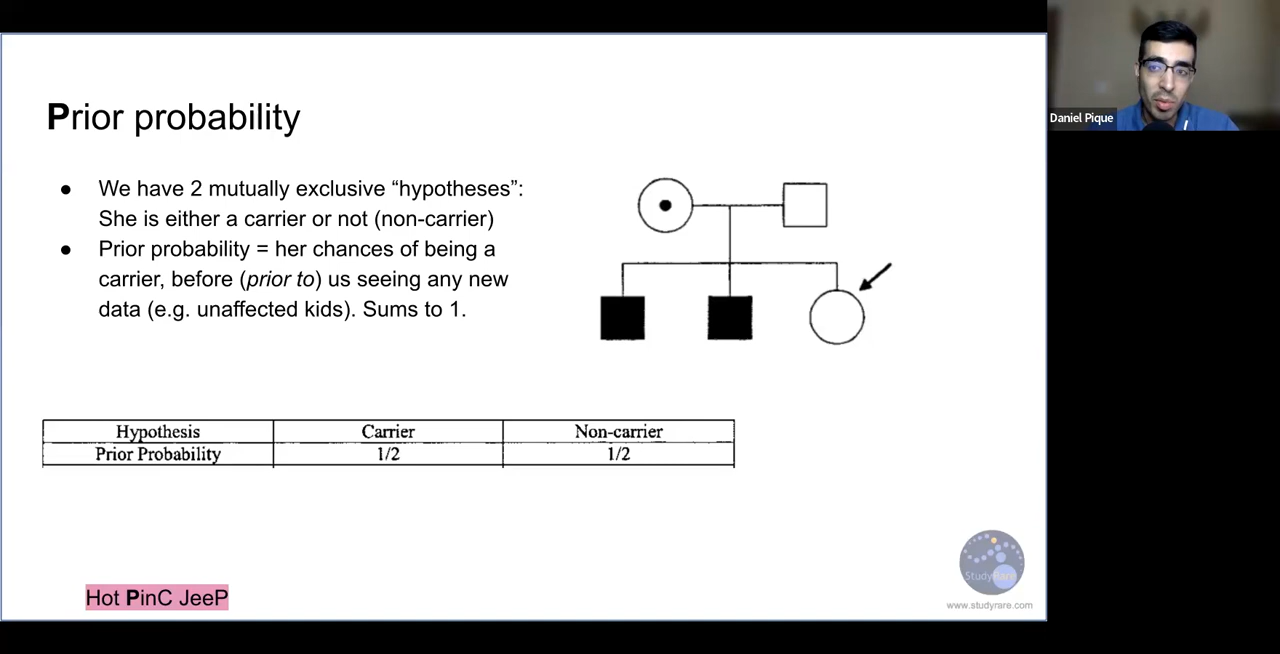 Prior probability
● We have 2 mutually exclusive “hypotheses”:
She is either a carrier or not (non-carrier)
● Prior probability = her chances of being a
carrier, before (prior to) us seeing any new
data (e.g. unaffected kids). Sums to 1.
Hypothesis Carrier Non-carrier
Prior Probability 1/2 1/2
Hot PinC JeeP
StudyRare
www.studyrare.com
Daniel Pique